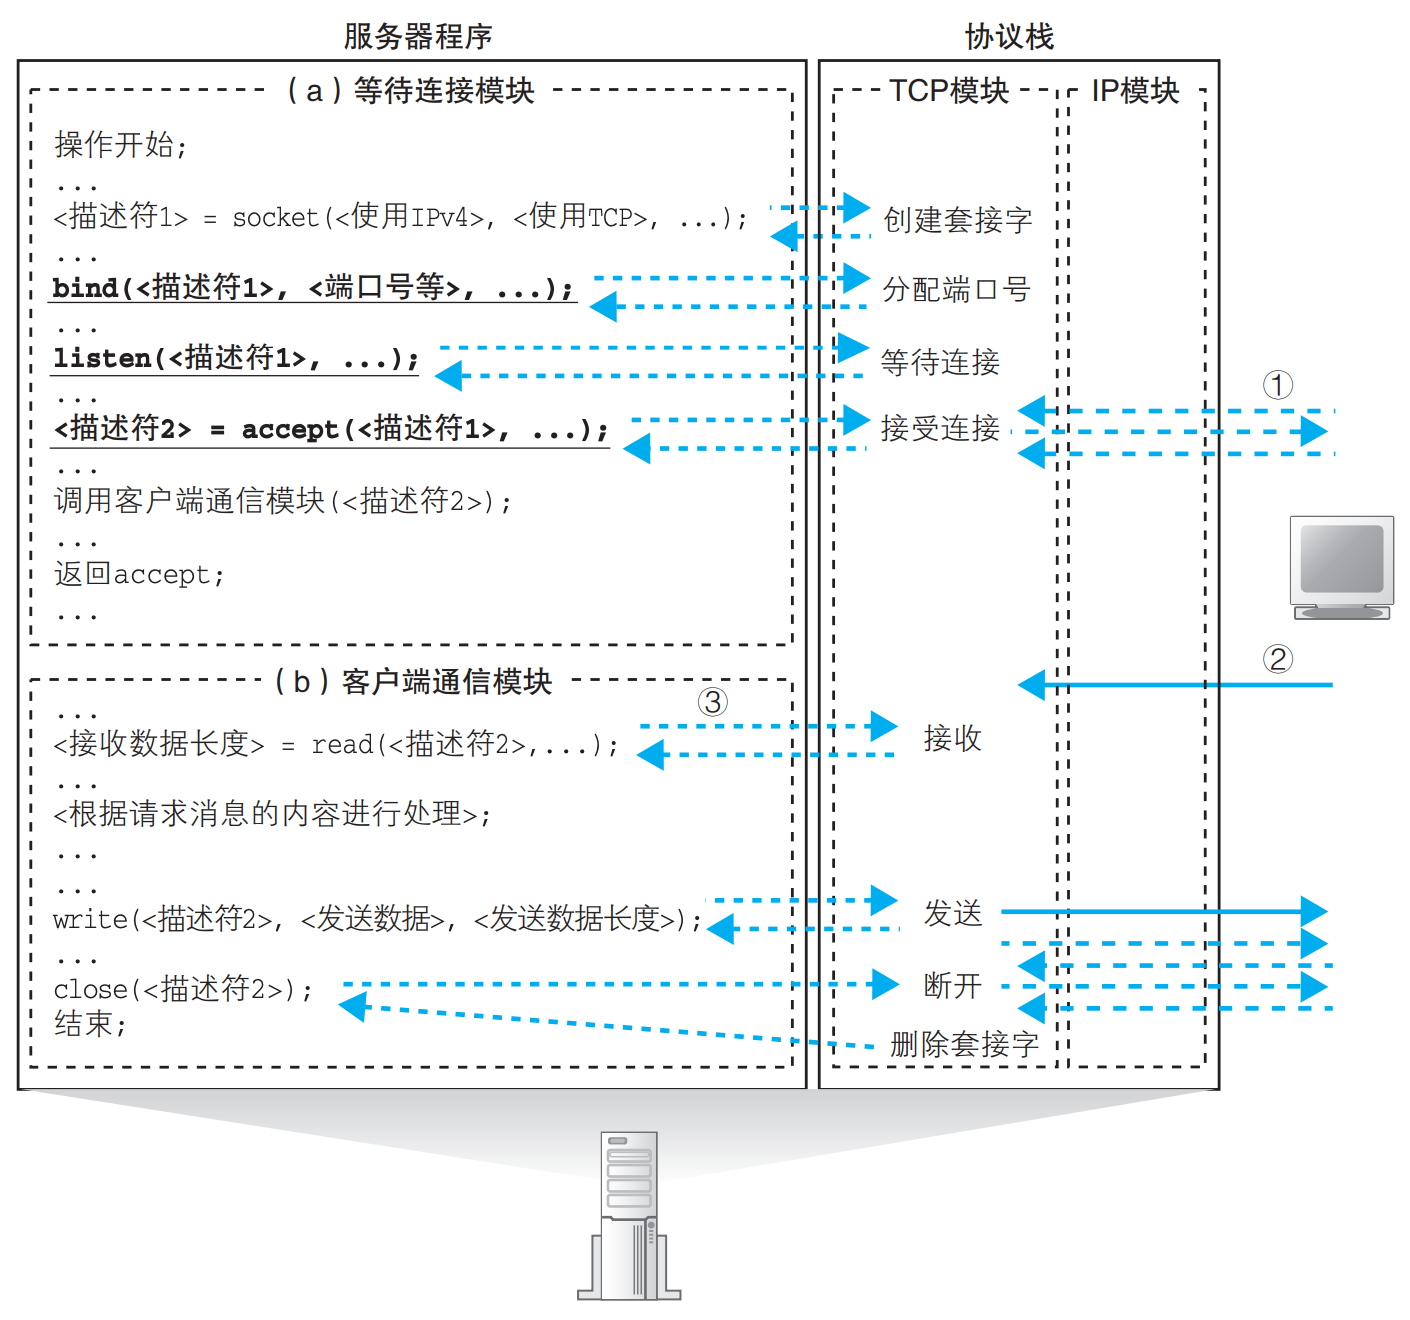 服务器程序
协议栈
(a)等待连接模块
TCP模块
IP模块
操作开始;
...
<描述符1> = socket(<使用IPv4>, <使用TCP>, ...);
创建套接字
...
bind(<描述符1>, <端口号等>, ...);
分配端口号
...
listen(<描述符1>, ...);
等待连接
...
①
<描述符2> = accept(<描述符1>, ...);
接受连接
...
调用客户端通信模块(<描述符2>);
...
返回accept;
...
②
(b)客户端通信模块
...
③
<接收数据长度> = read(<描述符2>,...);
接收
...
<根据请求消息的内容进行处理>;
...
...
write(<描述符2>, <发送数据>, <发送数据长度>);
发送
...
close(<描述符2>);
断开
结束;
删除套接字